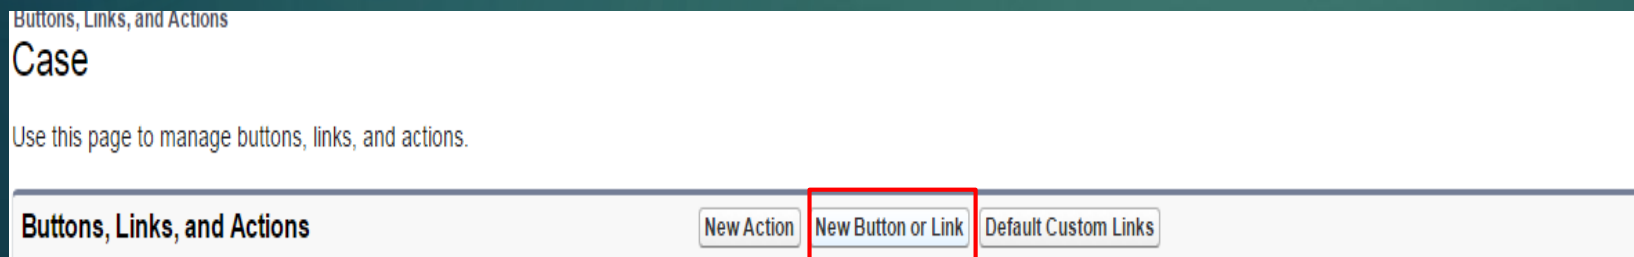 Buttons, Links, and Actions
Case
Use this page to manage buttons, links, and actions.
Buttons, Links, and Actions New Action New Button or Link Default Custom Links